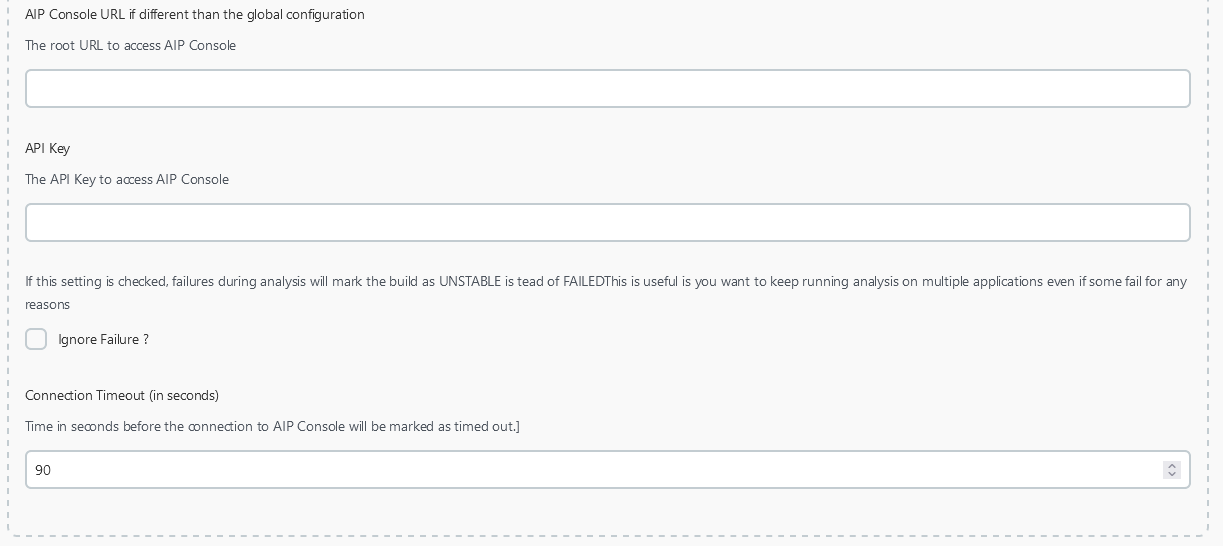 AIP Console URL if different than the global configuration
The root URL to access AIP Console
API Key
The API Key to access AIP Console
If this setting is checked, failures during analysis will mark the build as UNSTABLE is tead of FAILEDThis is useful is you want to keep running analysis on multiple applications even if some fail for any
reasons
Ignore Failure ?
Connection Timeout (in seconds)
Time in seconds before the connection to AIP Console will be marked as timed out.]
90